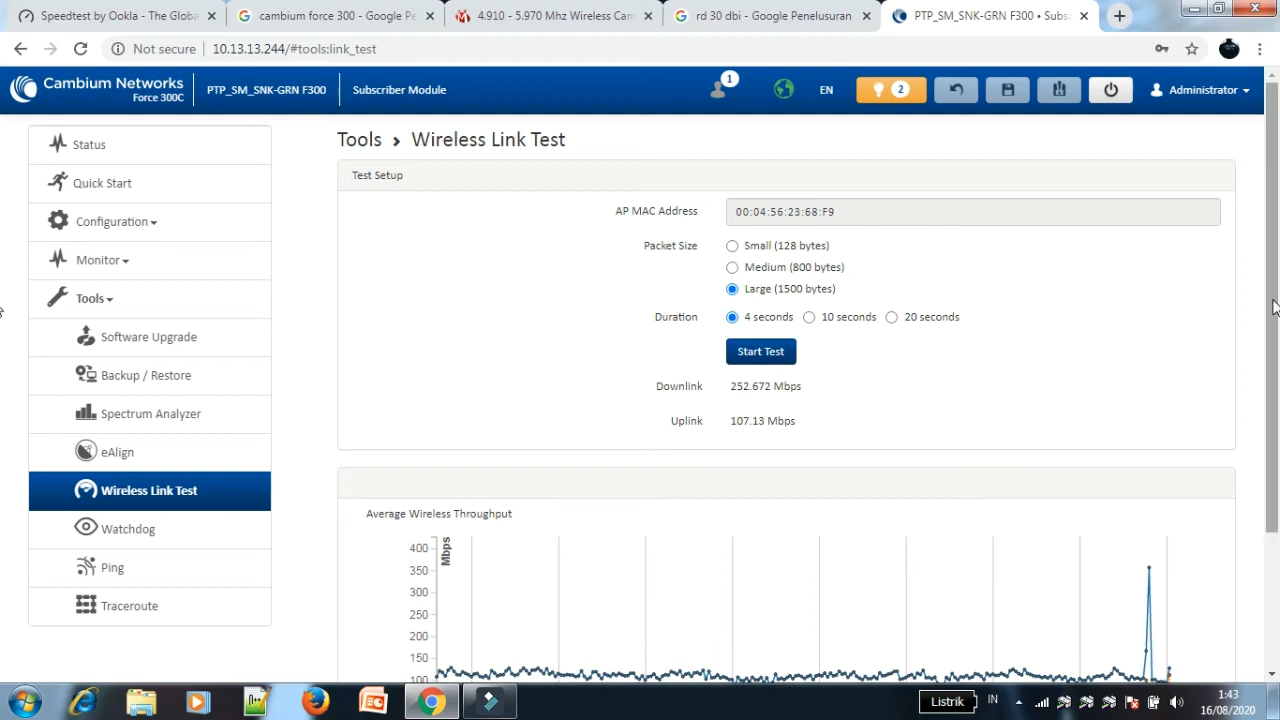 Speedtest by Ookla - The Globa
cambium force 300 - Google Pe
4.910 - 5.970 Mhz Wireless Cam
rd 30 dbi - Google Penelusuran
PTP_SM_SNK-GRN F300 • Subs
Not secure
10.13.13.244/#tools:link_test
Cambium Networks
Force 300C
PTP_SM_SNK-GRN F300
Subscriber Module
1
EN
2
Administrator
Status
Quick Start
Configuration
Monitor
Tools
Software Upgrade
Backup / Restore
Spectrum Analyzer
eAlign
Wireless Link Test
Watchdog
Ping
Traceroute
Tools > Wireless Link Test
Test Setup
AP MAC Address 00:04:56:23:68:F9
Packet Size Small (128 bytes)
Medium (800 bytes)
Large (1500 bytes)
Duration 4 seconds 10 seconds 20 seconds
Start Test
Downlink 252.672 Mbps
Uplink 107.13 Mbps
Average Wireless Throughput
Mbps
400
350
300
250
200
150
100
Listrik
IN
1:43
16/08/2020